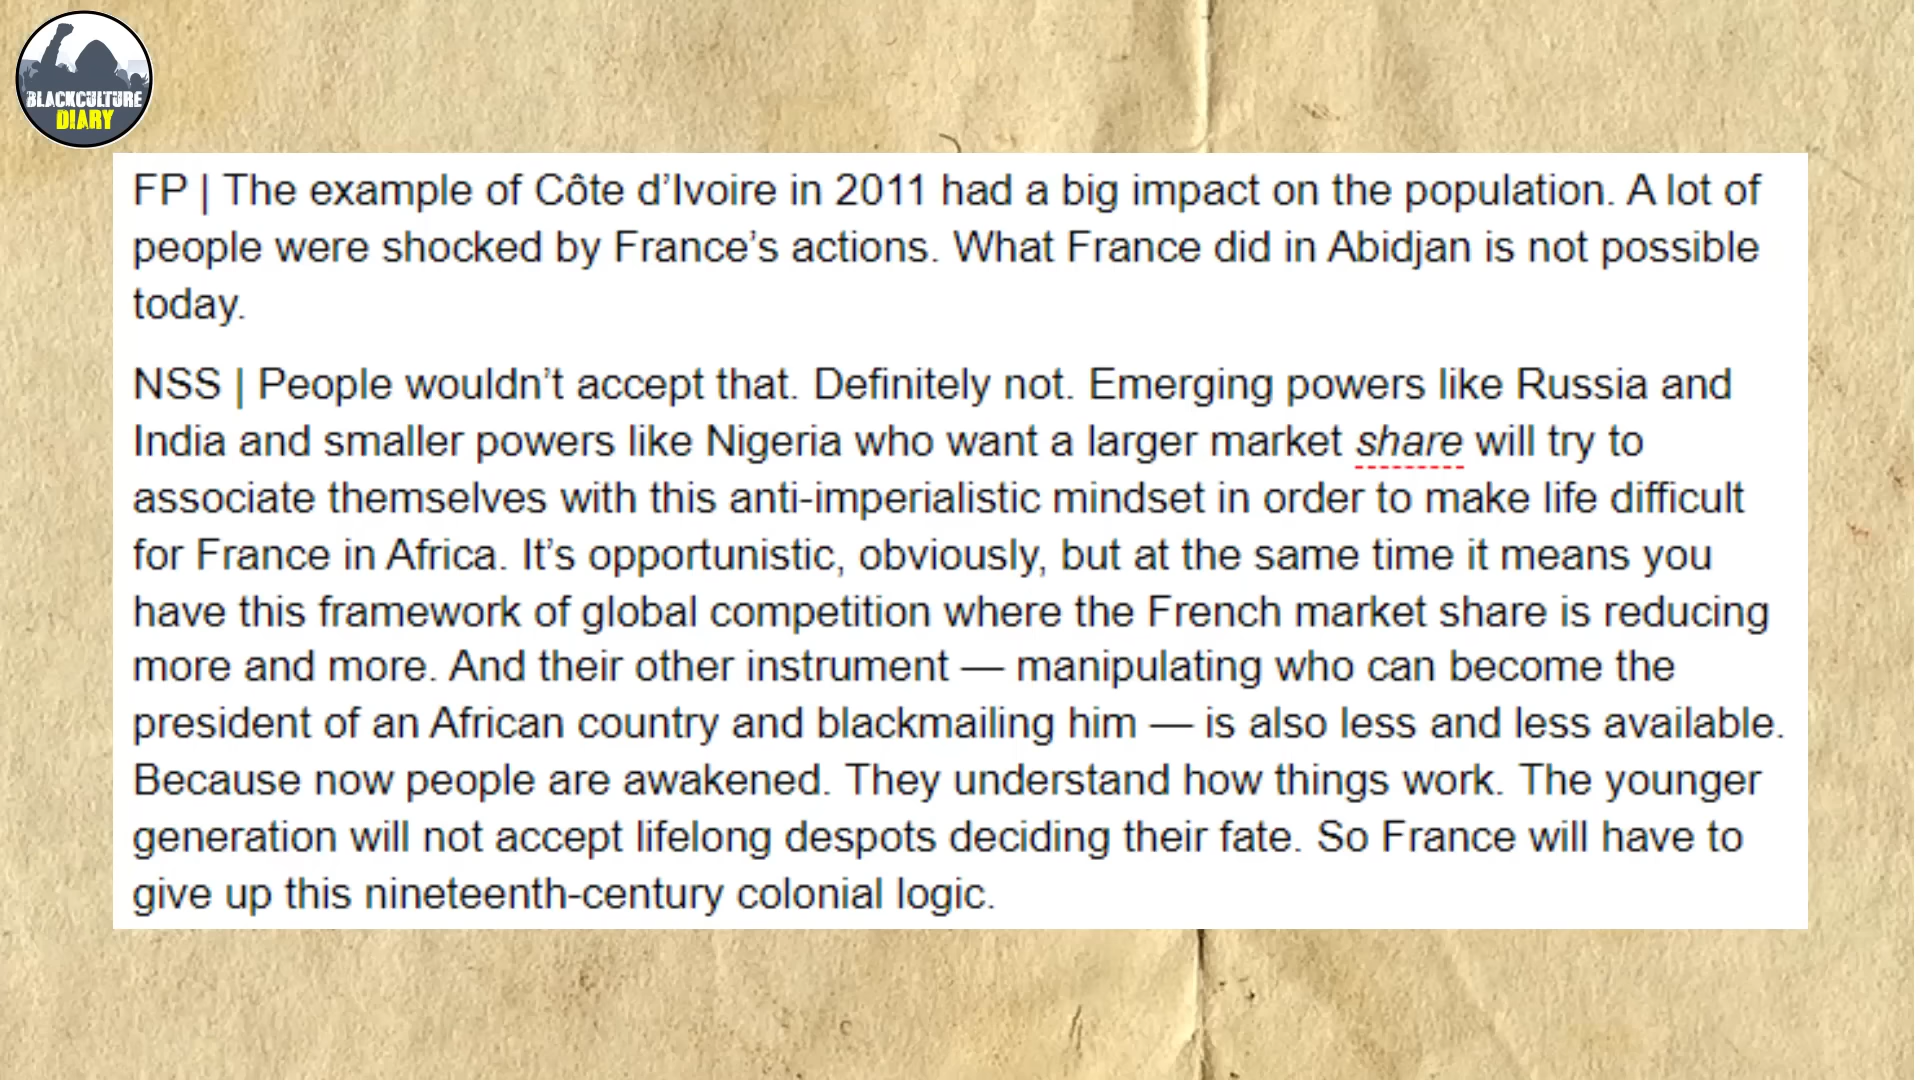 BLACKCULTURE
DIARY
FP | The example of Côte d’Ivoire in 2011 had a big impact on the population. A lot of
people were shocked by France’s actions. What France did in Abidjan is not possible
today.
NSS | People wouldn’t accept that. Definitely not. Emerging powers like Russia and
India and smaller powers like Nigeria who want a larger market share will try to
associate themselves with this anti-imperialistic mindset in order to make life difficult
for France in Africa. It’s opportunistic, obviously, but at the same time it means you
have this framework of global competition where the French market share is reducing
more and more. And their other instrument — manipulating who can become the
president of an African country and blackmailing him — is also less and less available.
Because now people are awakened. They understand how things work. The younger
generation will not accept lifelong despots deciding their fate. So France will have to
give up this nineteenth-century colonial logic.